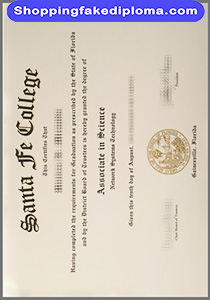 Shoppingfakediploma.com
Santa Fe College
This Certifies That
Having completed the requirements for Graduation as prescribed by the State of Florida
and by the District Board of Trustees is hereby granted the degree of
Associate in Science
Network Systems Technology
Given this tenth day of August,
Gainesville, Florida